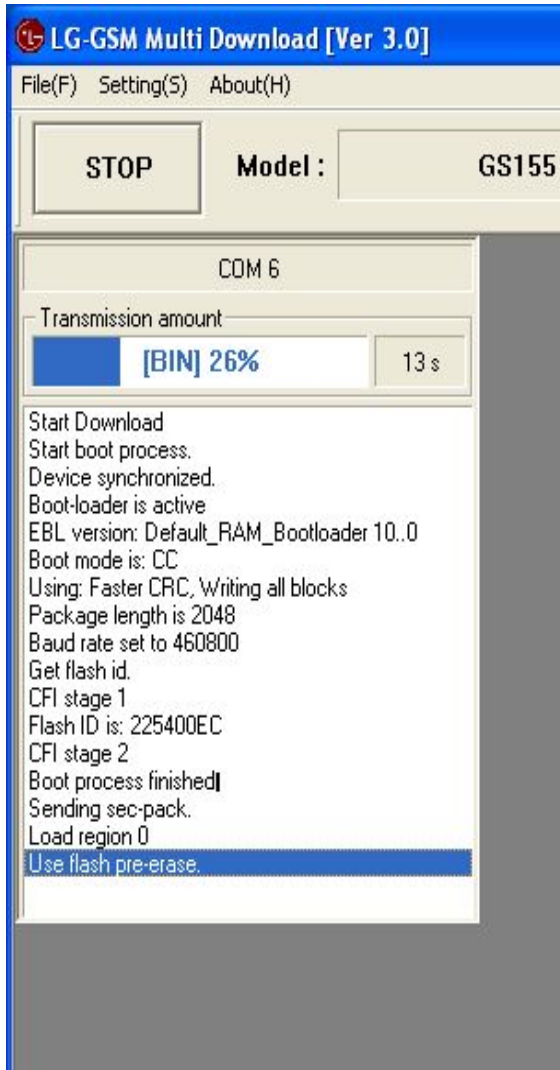 LG-GSM Multi Download [Ver 3.0]
File(F) Setting(S) About(H)
STOP Model : GS155
COM 6
Transmission amount
[BIN] 26% 13 s
Start Download
Start boot process.
Device synchronized.
Boot-loader is active
EBL version: Default_RAM_Bootloader 10..0
Boot mode is: CC
Using: Faster CRC, Writing all blocks
Package length is 2048
Baud rate set to 460800
Get flash id.
CFI stage 1
Flash ID is: 225400EC
CFI stage 2
Boot process finished
Sending sec-pack.
Load region 0
Use flash pre-erase.